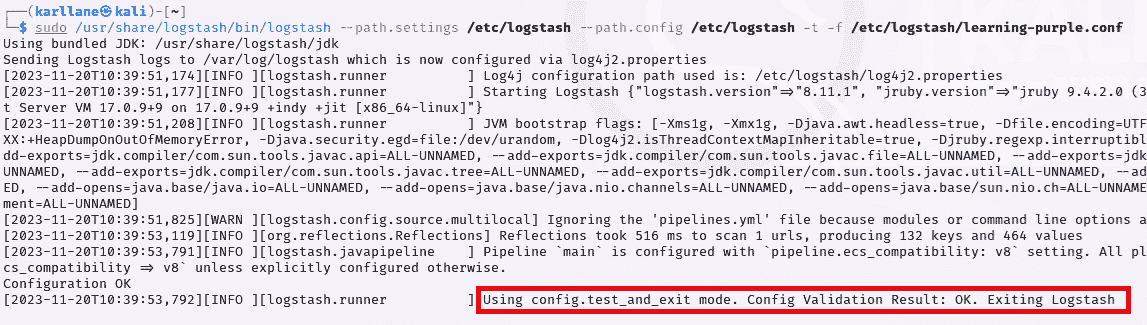 ┌──(karllane㉿kali)-[~]
└─$ sudo /usr/share/logstash/bin/logstash --path.settings /etc/logstash --path.config /etc/logstash -t -f /etc/logstash/learning-purple.conf
Using bundled JDK: /usr/share/logstash/jdk
Sending Logstash logs to /var/log/logstash which is now configured via log4j2.properties
[2023-11-20T10:39:51,174][INFO ][logstash.runner          ] Log4j configuration path used is: /etc/logstash/log4j2.properties
[2023-11-20T10:39:51,177][INFO ][logstash.runner          ] Starting Logstash {"logstash.version"=>"8.11.1", "jruby.version"=>"jruby 9.4.2.0 (3
t Server VM 17.0.9+9 on 17.0.9+9 +indy +jit [x86_64-linux]"}
[2023-11-20T10:39:51,208][INFO ][logstash.runner          ] JVM bootstrap flags: [-Xms1g, -Xmx1g, -Djava.awt.headless=true, -Dfile.encoding=UTF
XX:+HeapDumpOnOutOfMemoryError, -Djava.security.egd=file:/dev/urandom, -Dlog4j2.isThreadContextMapInheritable=true, -Djruby.regexp.interruptibl
dd-exports=jdk.compiler/com.sun.tools.javac.api=ALL-UNNAMED, --add-exports=jdk.compiler/com.sun.tools.javac.file=ALL-UNNAMED, --add-exports=jdk
UNNAMED, --add-exports=jdk.compiler/com.sun.tools.javac.tree=ALL-UNNAMED, --add-exports=jdk.compiler/com.sun.tools.javac.util=ALL-UNNAMED, --ad
ED, --add-opens=java.base/java.io=ALL-UNNAMED, --add-opens=java.base/java.nio.channels=ALL-UNNAMED, --add-opens=java.base/sun.nio.ch=ALL-UNNAME
ment=ALL-UNNAMED]
[2023-11-20T10:39:51,825][WARN ][logstash.config.source.multilocal] Ignoring the 'pipelines.yml' file because modules or command line options a
[2023-11-20T10:39:53,119][INFO ][org.reflections.Reflections] Reflections took 516 ms to scan 1 urls, producing 132 keys and 464 values
[2023-11-20T10:39:53,791][INFO ][logstash.javapipeline    ] Pipeline `main` is configured with `pipeline.ecs_compatibility: v8` setting. All pl
cs_compatibility => v8` unless explicitly configured otherwise.
Configuration OK
[2023-11-20T10:39:53,792][INFO ][logstash.runner          ] Using config.test_and_exit mode. Config Validation Result: OK. Exiting Logstash